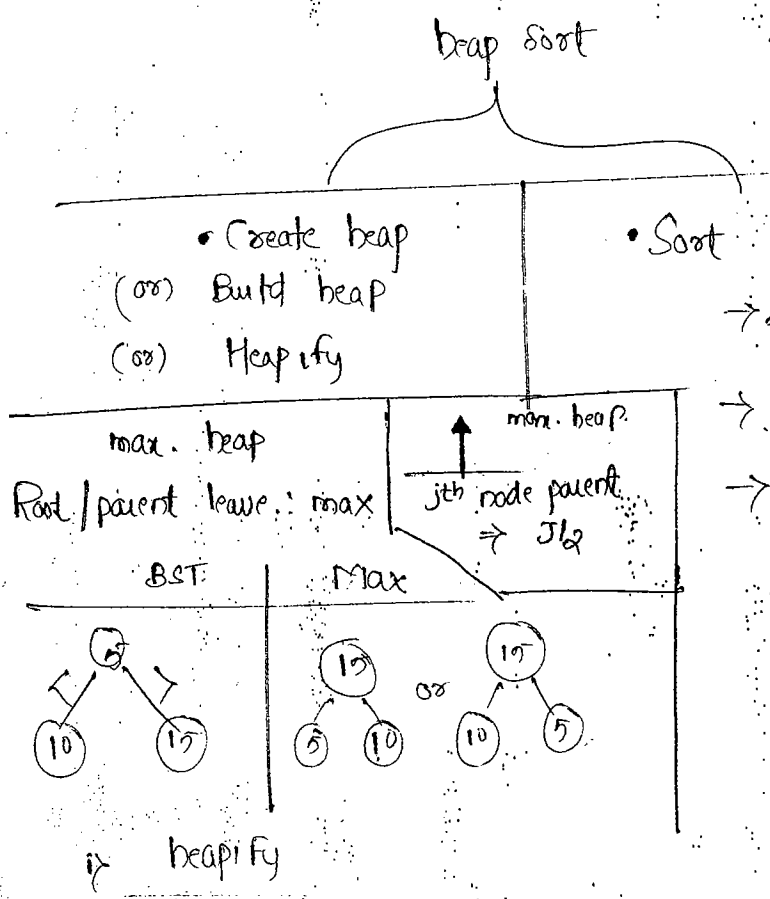 heap sort
• Create heap
• Sort
(or) Build heap
(or) Heapify
max. heap
Root / parent leave : max
max. heap.
jth node parent
⇒ J/2
BST
Max
5
10
15
15
5
10
or
15
10
5
i> heapify